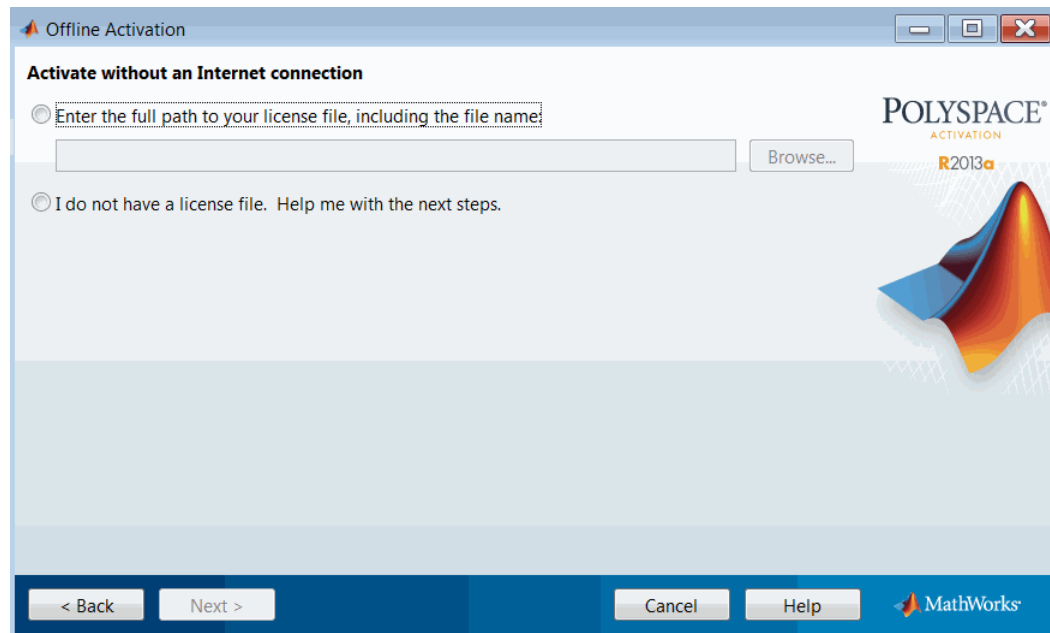 Offline Activation
Activate without an Internet connection
Enter the full path to your license file, including the file name:
Browse...
I do not have a license file.  Help me with the next steps.
POLYSPACE®
ACTIVATION
R2013a
< Back
Next >
Cancel
Help
MathWorks®